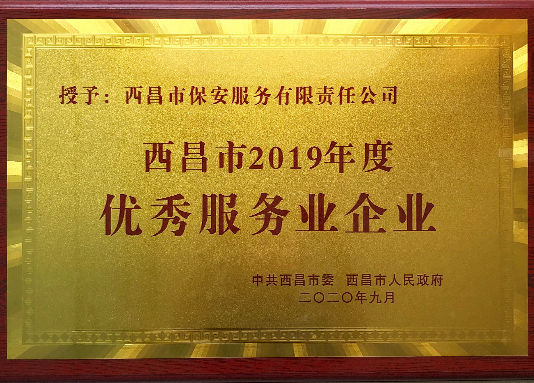 授予：西昌市保安服务有限责任公司
西昌市2019年度
优秀服务业企业
中共西昌市委 西昌市人民政府
二〇二〇年九月